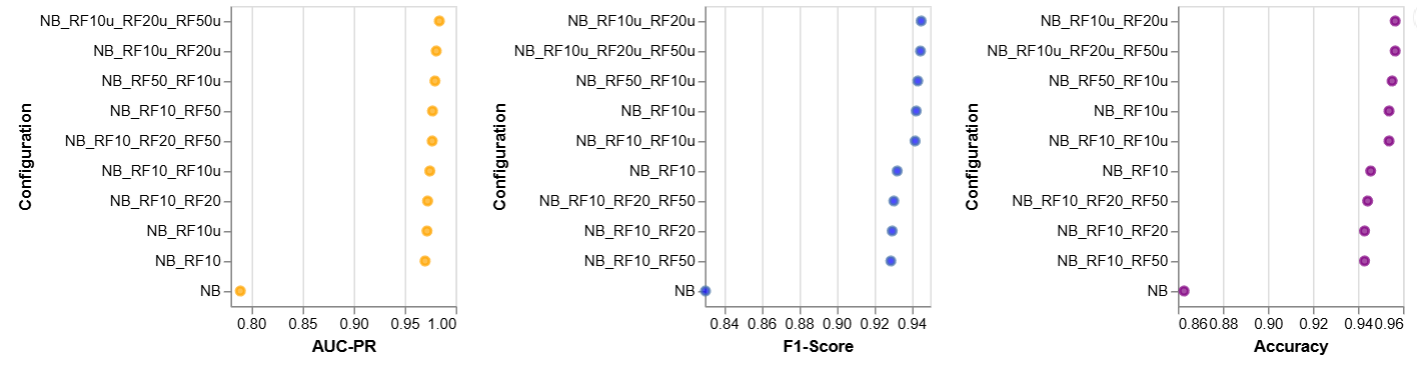 Configuration
NB_RF10u_RF20u_RF50u
NB_RF10u_RF20u
NB_RF50_RF10u
NB_RF10_RF50
NB_RF10_RF20_RF50
NB_RF10_RF10u
NB_RF10_RF20
NB_RF10u
NB_RF10
NB
0.80 0.85 0.90 0.95 1.00
AUC-PR
Configuration
NB_RF10u_RF20u
NB_RF10u_RF20u_RF50u
NB_RF50_RF10u
NB_RF10u
NB_RF10_RF10u
NB_RF10
NB_RF10_RF20_RF50
NB_RF10_RF20
NB_RF10_RF50
NB
0.84 0.86 0.88 0.90 0.92 0.94
F1-Score
Configuration
NB_RF10u_RF20u
NB_RF10u_RF20u_RF50u
NB_RF50_RF10u
NB_RF10u
NB_RF10_RF10u
NB_RF10
NB_RF10_RF20_RF50
NB_RF10_RF20
NB_RF10_RF50
NB
0.86 0.88 0.90 0.92 0.94 0.96
Accuracy